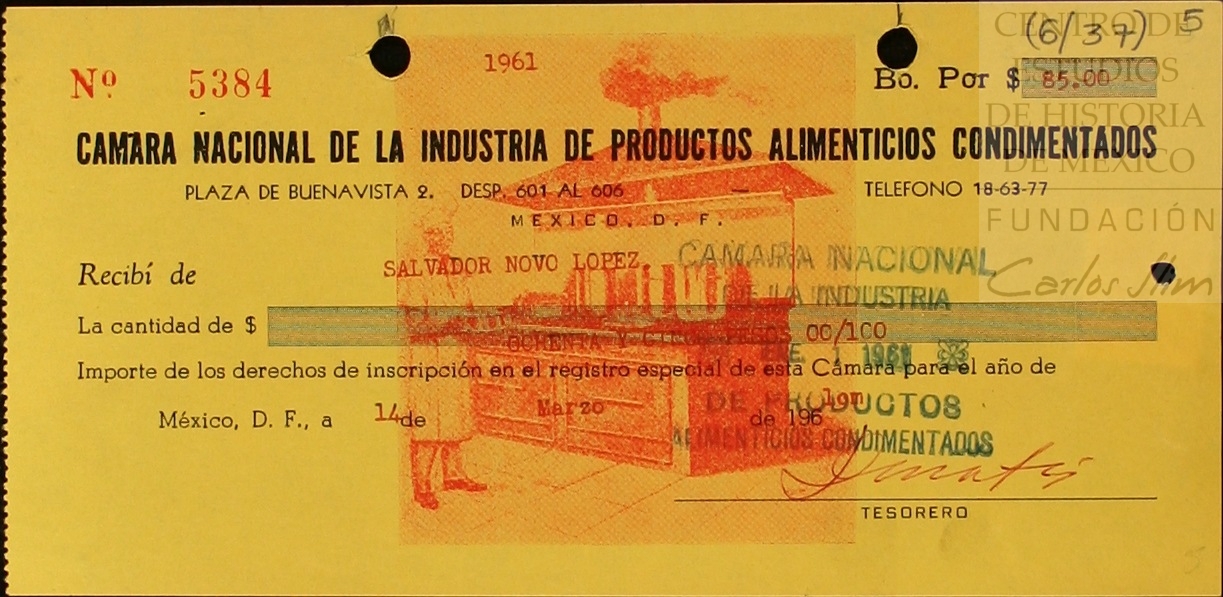 (6/37) 5
1961
Nº 5384
Bo. Por $ 85.00
CAMARA NACIONAL DE LA INDUSTRIA DE PRODUCTOS ALIMENTICIOS CONDIMENTADOS
PLAZA DE BUENAVISTA 2. DESP. 601 AL 606 — TELEFONO 18-63-77
MEXICO, D. F.
Recibí de SALVADOR NOVO LOPEZ
La cantidad de $
OCHENTA Y CINCO PESOS 00/100
Importe de los derechos de inscripción en el registro especial de esta Cámara para el año de
México, D. F., a 14 de Marzo de 196
TESORERO
CAMARA NACIONAL
DE LA INDUSTRIA
ENE. 1 1961
DE PRODUCTOS
ALIMENTICIOS CONDIMENTADOS
CENTRO DE
ESTUDIOS
DE HISTORIA
DE MEXICO
FUNDACIÓN
Carlos Slim